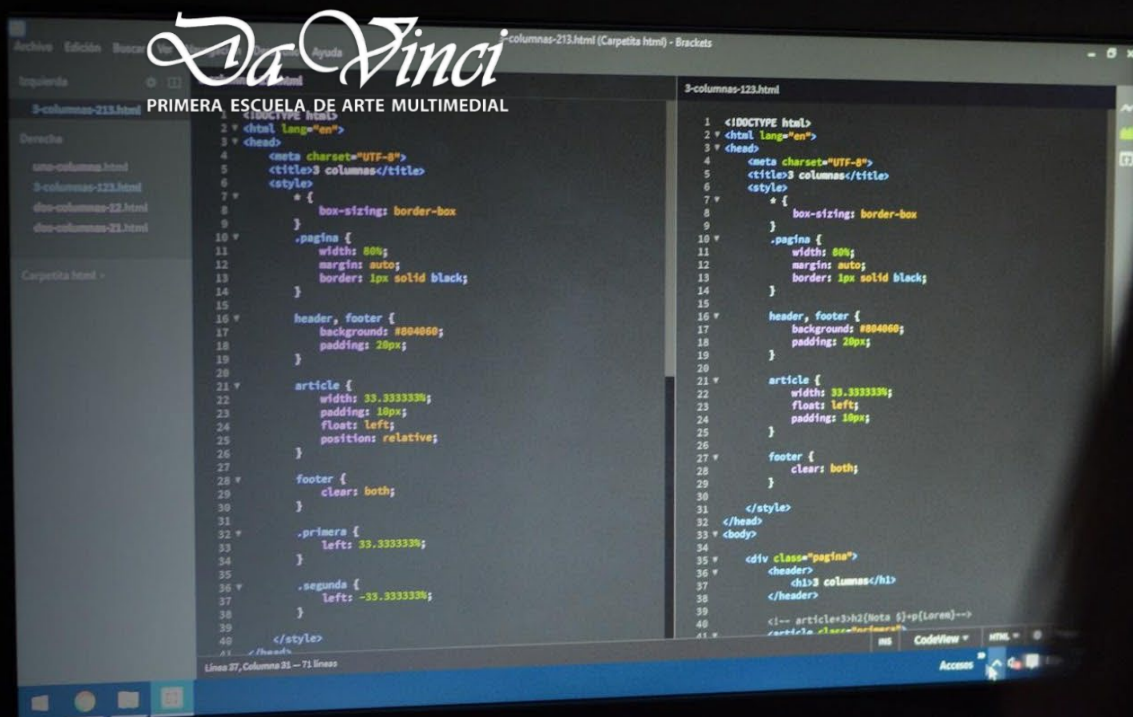 Da Vinci
PRIMERA ESCUELA DE ARTE MULTIMEDIAL
3-columnas-213.html (Carpetita html) - Brackets
Archivo Edición Buscar Ver Ayuda
Izquierda
3-columnas-213.html
Derecha
uno-columna.html
3-columnas-123.html
dos-columnas-12.html
dos-columnas-21.html
Carpetita html
1 <!DOCTYPE html>
2 <html lang="en">
3 <head>
4 <meta charset="UTF-8">
5 <title>3 columnas</title>
6 <style>
7 * {
8 box-sizing: border-box
9 }
10 .pagina {
11 width: 80%;
12 margin: auto;
13 border: 1px solid black;
14 }
15
16 header, footer {
17 background: #804060;
18 padding: 20px;
19 }
20
21 article {
22 width: 33.333333%;
23 padding: 10px;
24 float: left;
25 position: relative;
26 }
27
28 footer {
29 clear: both;
30 }
31
32 .primera {
33 left: 33.333333%;
34 }
35
36 .segunda {
37 left: -33.333333%;
38 }
39
40 </style>
41 </head>
Línea 37, Columna 31 — 71 líneas
3-columnas-123.html
1 <!DOCTYPE html>
2 <html lang="en">
3 <head>
4 <meta charset="UTF-8">
5 <title>3 columnas</title>
6 <style>
7 * {
8 box-sizing: border-box
9 }
10 .pagina {
11 width: 80%;
12 margin: auto;
13 border: 1px solid black;
14 }
15
16 header, footer {
17 background: #804060;
18 padding: 20px;
19 }
20
21 article {
22 width: 33.333333%;
23 float: left;
24 padding: 10px;
25 }
26
27 footer {
28 clear: both;
29 }
30
31 </style>
32 </head>
33 <body>
34
35 <div class="pagina">
36 <header>
37 <h1>3 columnas</h1>
38 </header>
39
40 <!-- article*3>h2{Nota $}+p{Lorem}-->
41 <article class="primera">
INS CodeView HTML
Accesos